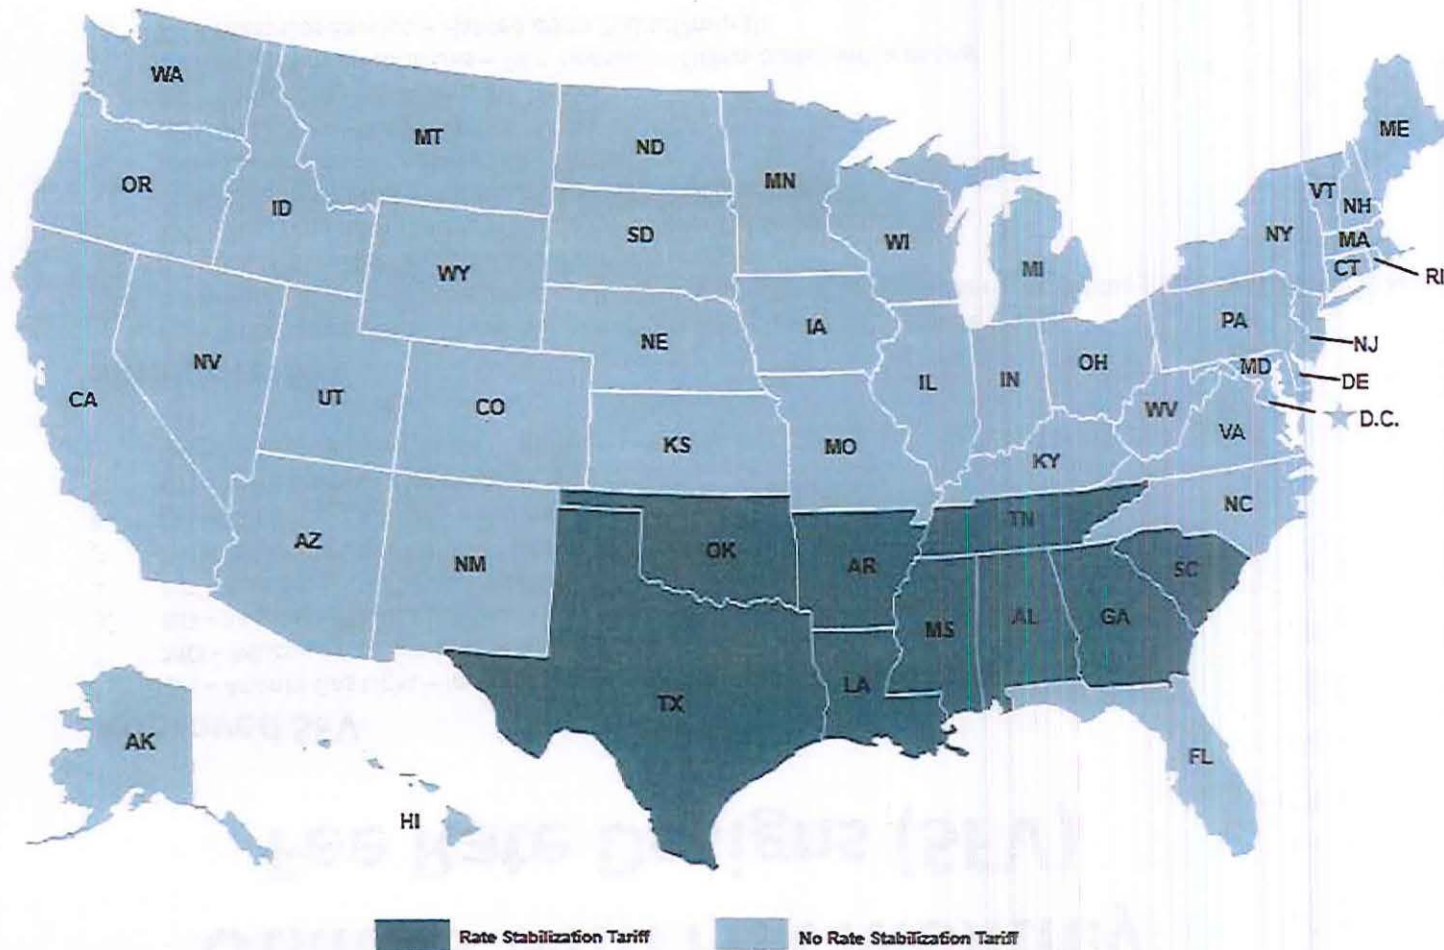 WA
MT
ND
MN
ME
OR
ID
SD
WI
MI
VT
NH
NY
MA
CT
RI
WY
IA
NE
PA
NJ
NV
UT
CO
IL
IN
OH
MD
DE
CA
KS
MO
WV
VA
D.C.
KY
AZ
NM
OK
AR
TN
NC
SC
MS
AL
GA
TX
LA
AK
HI
FL
Rate Stabilization Tariff
No Rate Stabilization Tariff